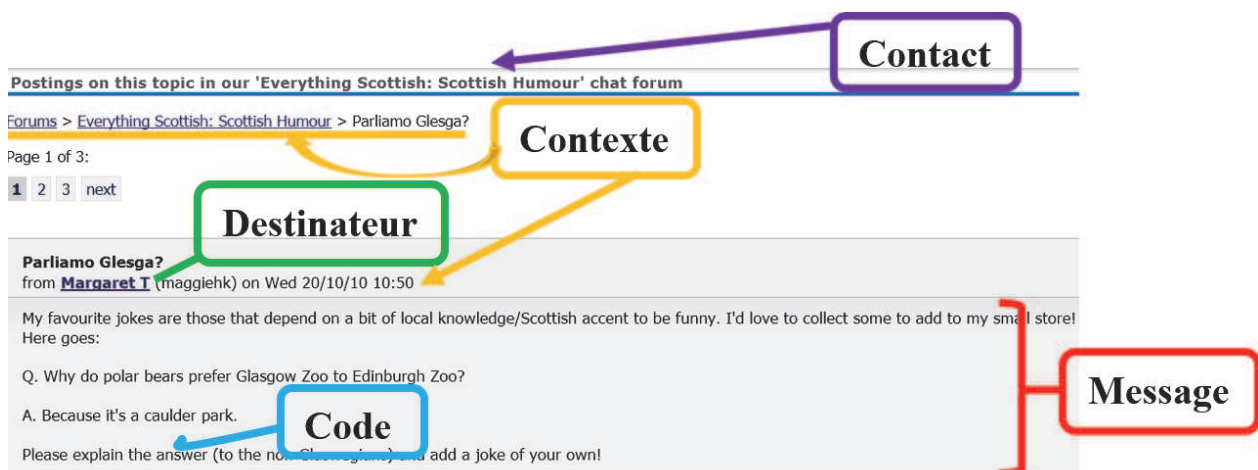 Contact
Postings on this topic in our 'Everything Scottish: Scottish Humour' chat forum
Forums > Everything Scottish: Scottish Humour > Parliamo Glesga?
Contexte
Page 1 of 3:
1 2 3 next
Destinateur
Parliamo Glesga?
from Margaret T (maggiehk) on Wed 20/10/10 10:50
My favourite jokes are those that depend on a bit of local knowledge/Scottish accent to be funny. I'd love to collect some to add to my small store!
Here goes:
Q. Why do polar bears prefer Glasgow Zoo to Edinburgh Zoo?
Message
A. Because it's a caulder park.
Code
Please explain the answer (to the non Glaswegians) and add a joke of your own!